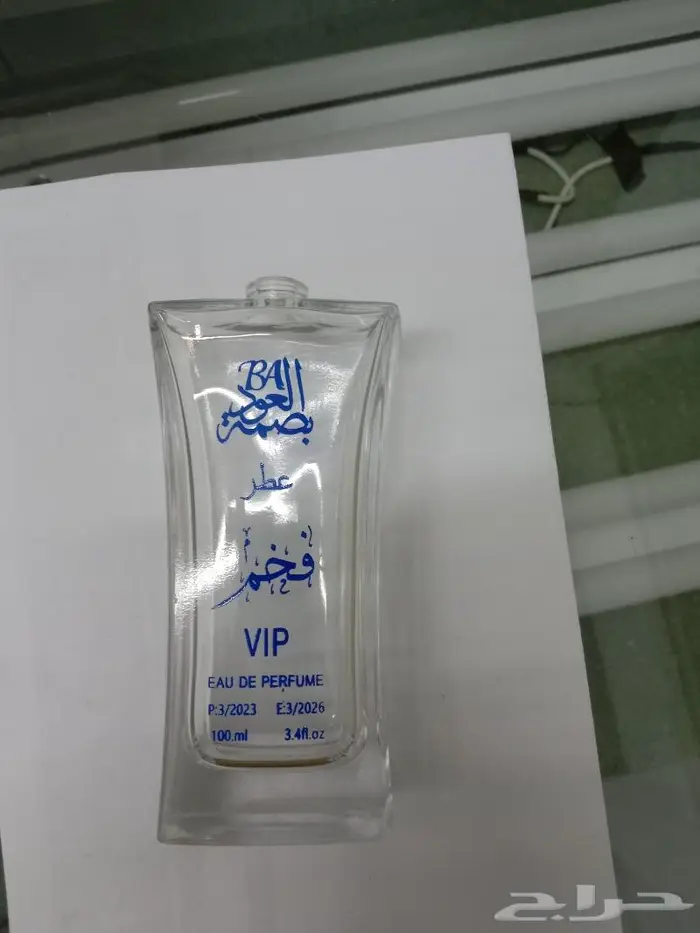 BA
العود
بصمة
عطر
فخم
VIP
EAU DE PERFUME
P:3/2023 E:3/2026
100.ml 3.4fl.oz
حراج